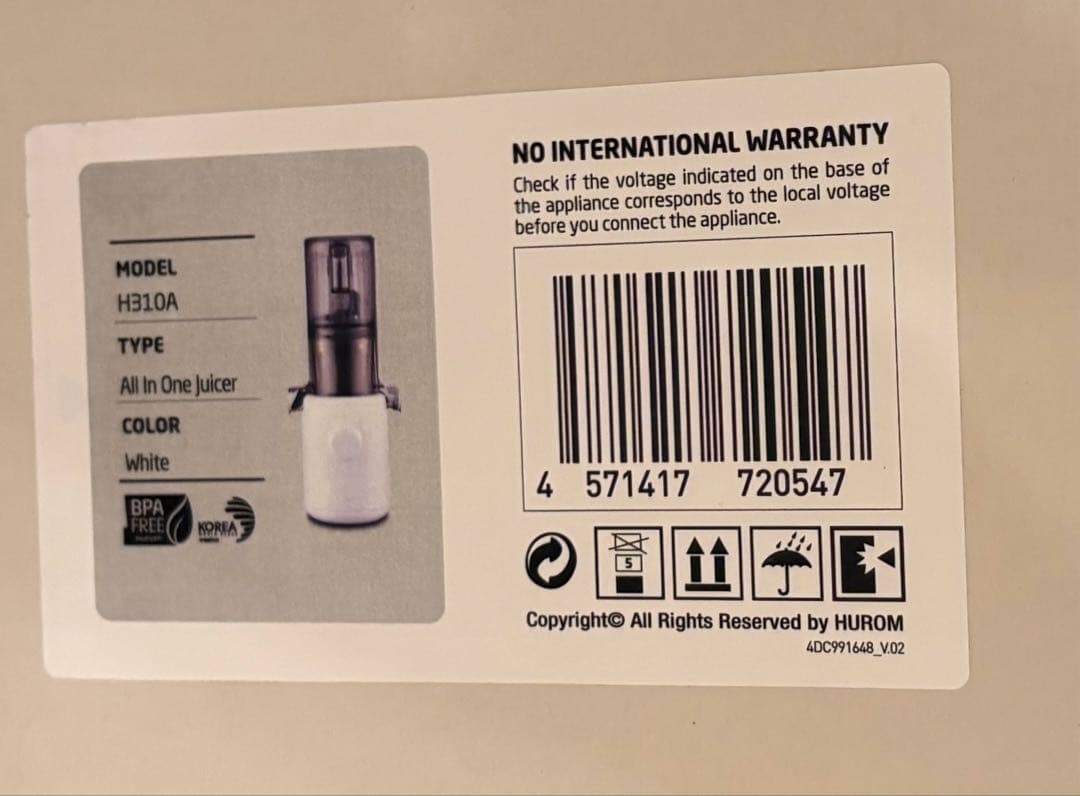 MODEL
H310A
TYPE
All In One Juicer
COLOR
White
BPA
FREE
KOREA
NO INTERNATIONAL WARRANTY
Check if the voltage indicated on the base of
the appliance corresponds to the local voltage
before you connect the appliance.
4 571417 720547
5
Copyright© All Rights Reserved by HUROM
4DC991648_V.02